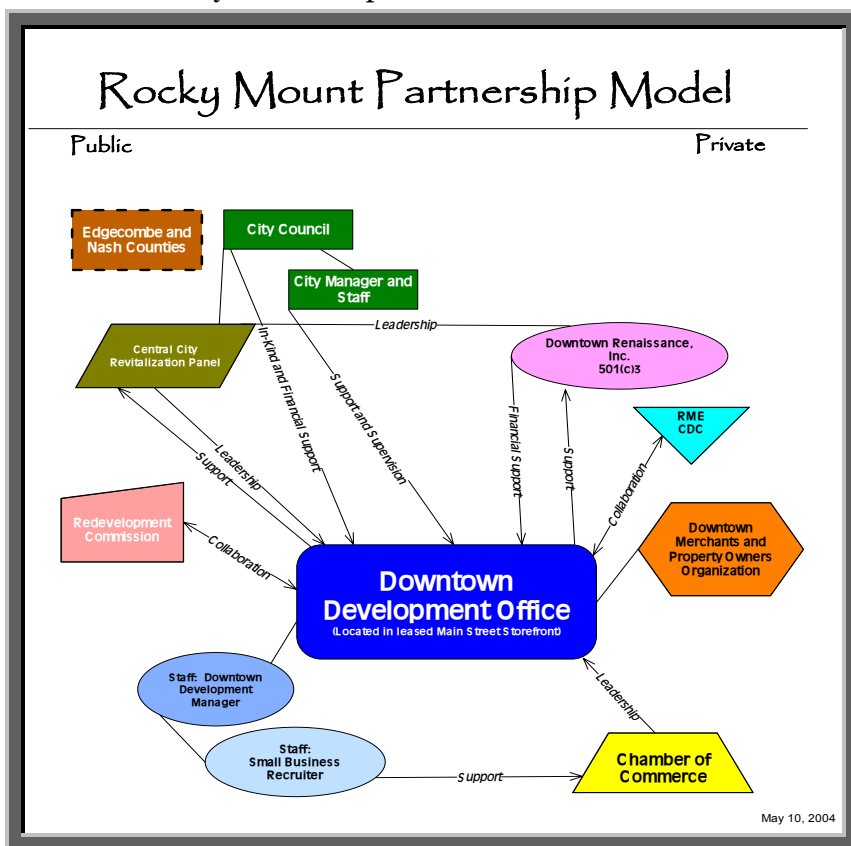 Rocky Mount Partnership Model
Public
Private
Edgecombe and
Nash Counties
City Council
City Manager and
Staff
Central City
Revitalization Panel
Leadership
Downtown Renaissance,
Inc.
501(c)3
In-Kind and Financial Support
Support and Supervision
Financial Support
Support
RME
CDC
Leadership
Support
Collaboration
Redevelopment
Commission
Collaboration
Downtown
Merchants and
Property Owners
Organization
Downtown
Development Office
(Located in leased Main Street Storefront)
Staff: Downtown
Development
Manager
Leadership
Staff:
Small Business
Recruiter
Support
Chamber of
Commerce
May 10, 2004